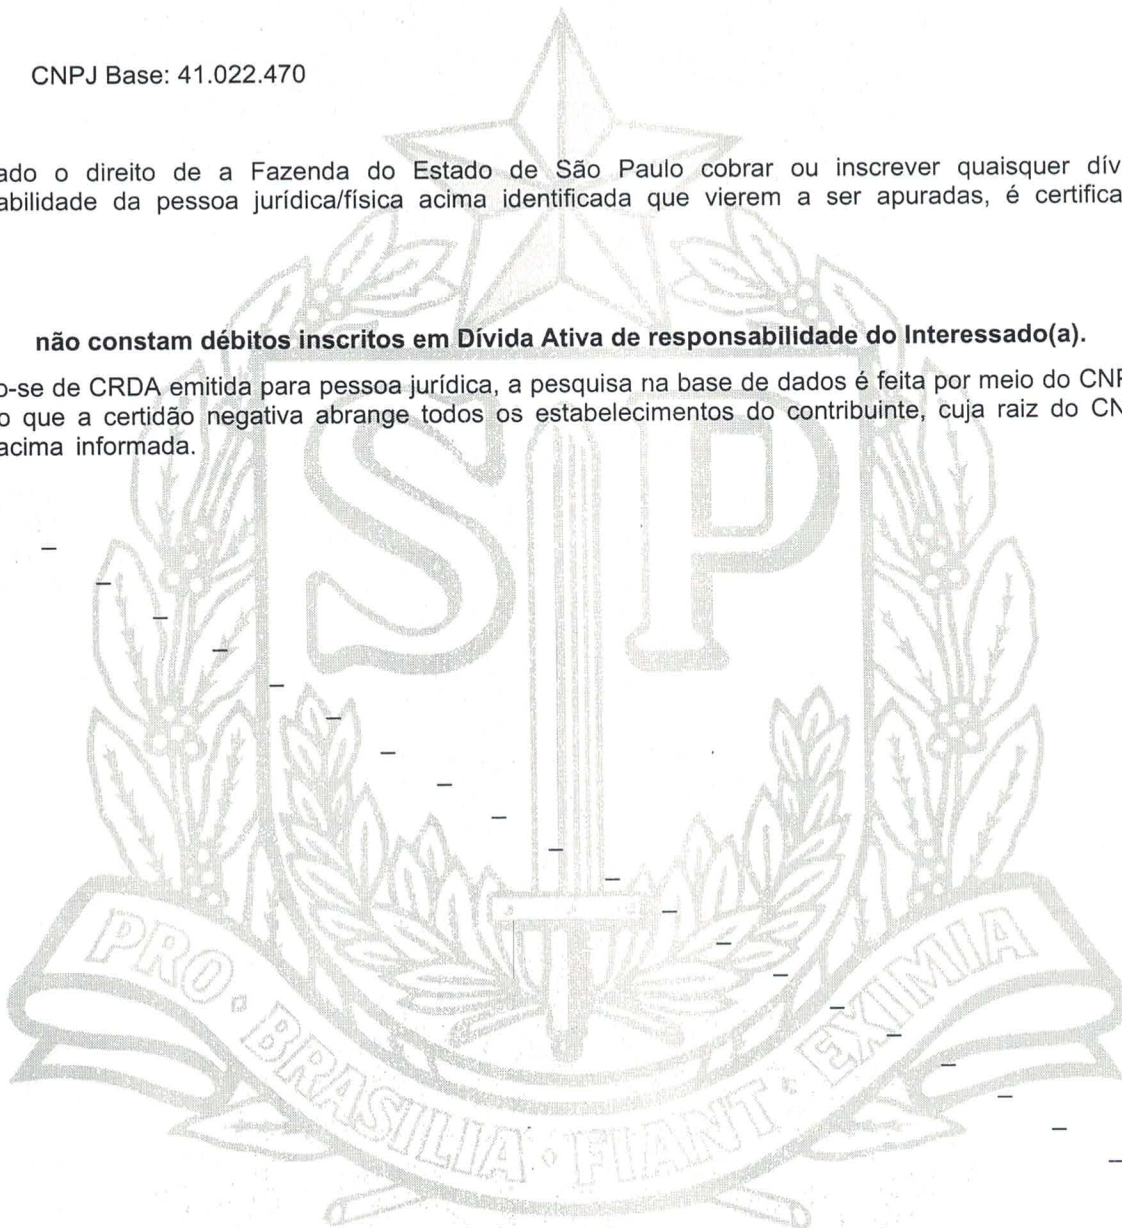 CNPJ Base: 41.022.470
ado o direito de a Fazenda do Estado de São Paulo cobrar ou inscrever quaisquer dív
abilidade da pessoa jurídica/física acima identificada que vierem a ser apuradas, é certifica
não constam débitos inscritos em Dívida Ativa de responsabilidade do Interessado(a).
o-se de CRDA emitida para pessoa jurídica, a pesquisa na base de dados é feita por meio do CNP
o que a certidão negativa abrange todos os estabelecimentos do contribuinte, cuja raiz do CN
acima informada.
SP
PRO · BRASILIA · FIANT · EXIMIA